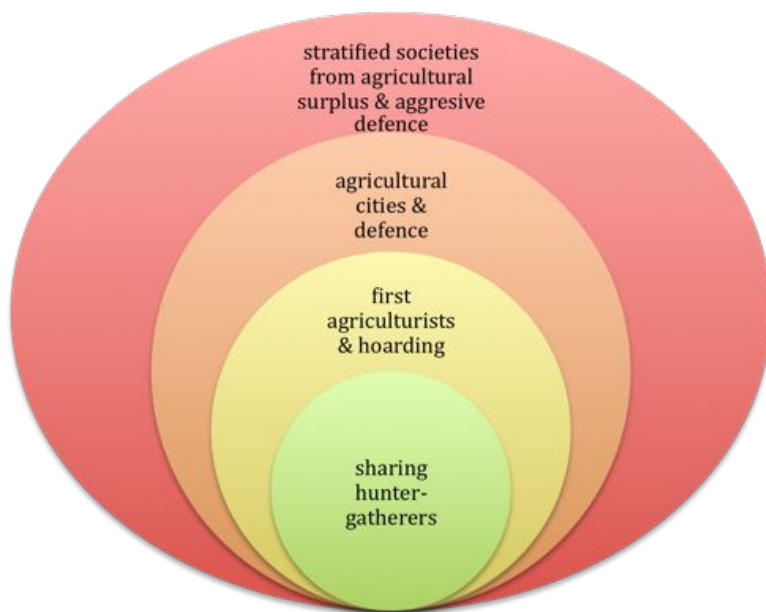 stratified societies
from agricultural
surplus & aggresive
defence
agricultural
cities &
defence
first
agriculturists
& hoarding
sharing
hunter-
gatherers